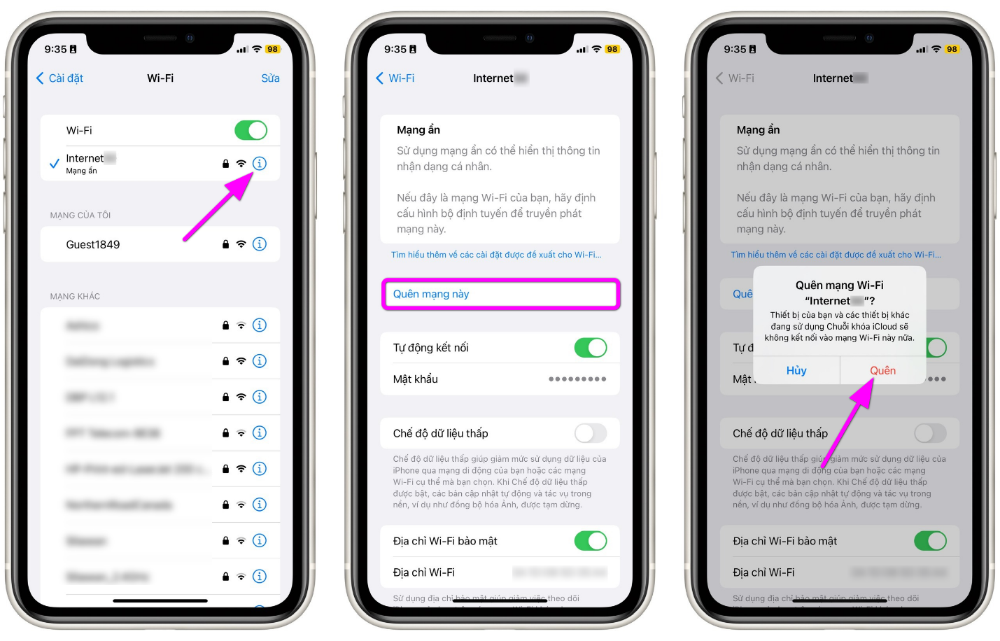 9:35
98
Cài đặt
Wi-Fi
Sửa
Wi-Fi
Internet
Mạng ẩn
MẠNG CỦA TÔI
Guest1849
MẠNG KHÁC
9:35
98
Wi-Fi
Internet
Mạng ẩn
Sử dụng mạng ẩn có thể hiển thị thông tin
nhận dạng cá nhân.
Nếu đây là mạng Wi-Fi của bạn, hãy định
cấu hình bộ định tuyến để truyền phát
mạng này.
Tìm hiểu thêm về các cài đặt được đề xuất cho Wi-Fi...
Quên mạng này
Tự động kết nối
Mật khẩu
Chế độ dữ liệu thấp
Chế độ dữ liệu thấp giúp giảm mức sử dụng dữ liệu của
iPhone qua mạng di động của bạn hoặc các mạng
Wi-Fi cụ thể mà bạn chọn. Khi Chế độ dữ liệu thấp
được bật, các bản cập nhật tự động và tác vụ trong
nền, ví dụ như đồng bộ hóa Ảnh, được tạm dừng.
Địa chỉ Wi-Fi bảo mật
Địa chỉ Wi-Fi
Sử dụng địa chỉ bảo mật giúp giảm việc theo dõi
9:35
98
Wi-Fi
Internet
Mạng ẩn
Sử dụng mạng ẩn có thể hiển thị thông tin
nhận dạng cá nhân.
Nếu đây là mạng Wi-Fi của bạn, hãy định
cấu hình bộ định tuyến để truyền phát
mạng này.
Tìm hiểu thêm về các cài đặt được đề xuất cho Wi-Fi...
Quê
Quên mạng Wi-Fi
“Internet”?
Thiết bị của bạn và các thiết bị khác
đang sử dụng Chuỗi khóa iCloud sẽ
không kết nối vào mạng Wi-Fi này nữa.
Tự đ
Hủy
Quên
Mật
Chế độ dữ liệu thấp
Chế độ dữ liệu thấp giúp giảm mức sử dụng dữ liệu của
iPhone qua mạng di động của bạn hoặc các mạng
Wi-Fi cụ thể mà bạn chọn. Khi Chế độ dữ liệu thấp
được bật, các bản cập nhật tự động và tác vụ trong
nền, ví dụ như đồng bộ hóa Ảnh, được tạm dừng.
Địa chỉ Wi-Fi bảo mật
Địa chỉ Wi-Fi
Sử dụng địa chỉ bảo mật giúp giảm việc theo dõi